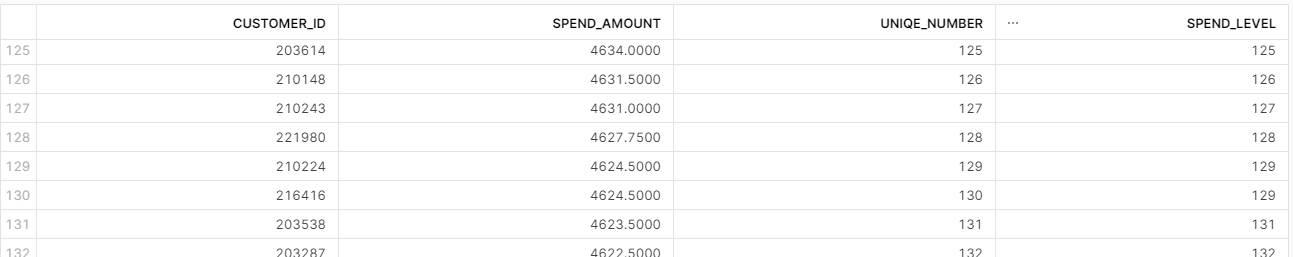 CUSTOMER_ID SPEND_AMOUNT UNIQE_NUMBER ... SPEND_LEVEL
125 203614 4634.0000 125 125
126 210148 4631.5000 126 126
127 210243 4631.0000 127 127
128 221980 4627.7500 128 128
129 210224 4624.5000 129 129
130 216416 4624.5000 130 129
131 203538 4623.5000 131 131
132 203287 4622.5000 132 132